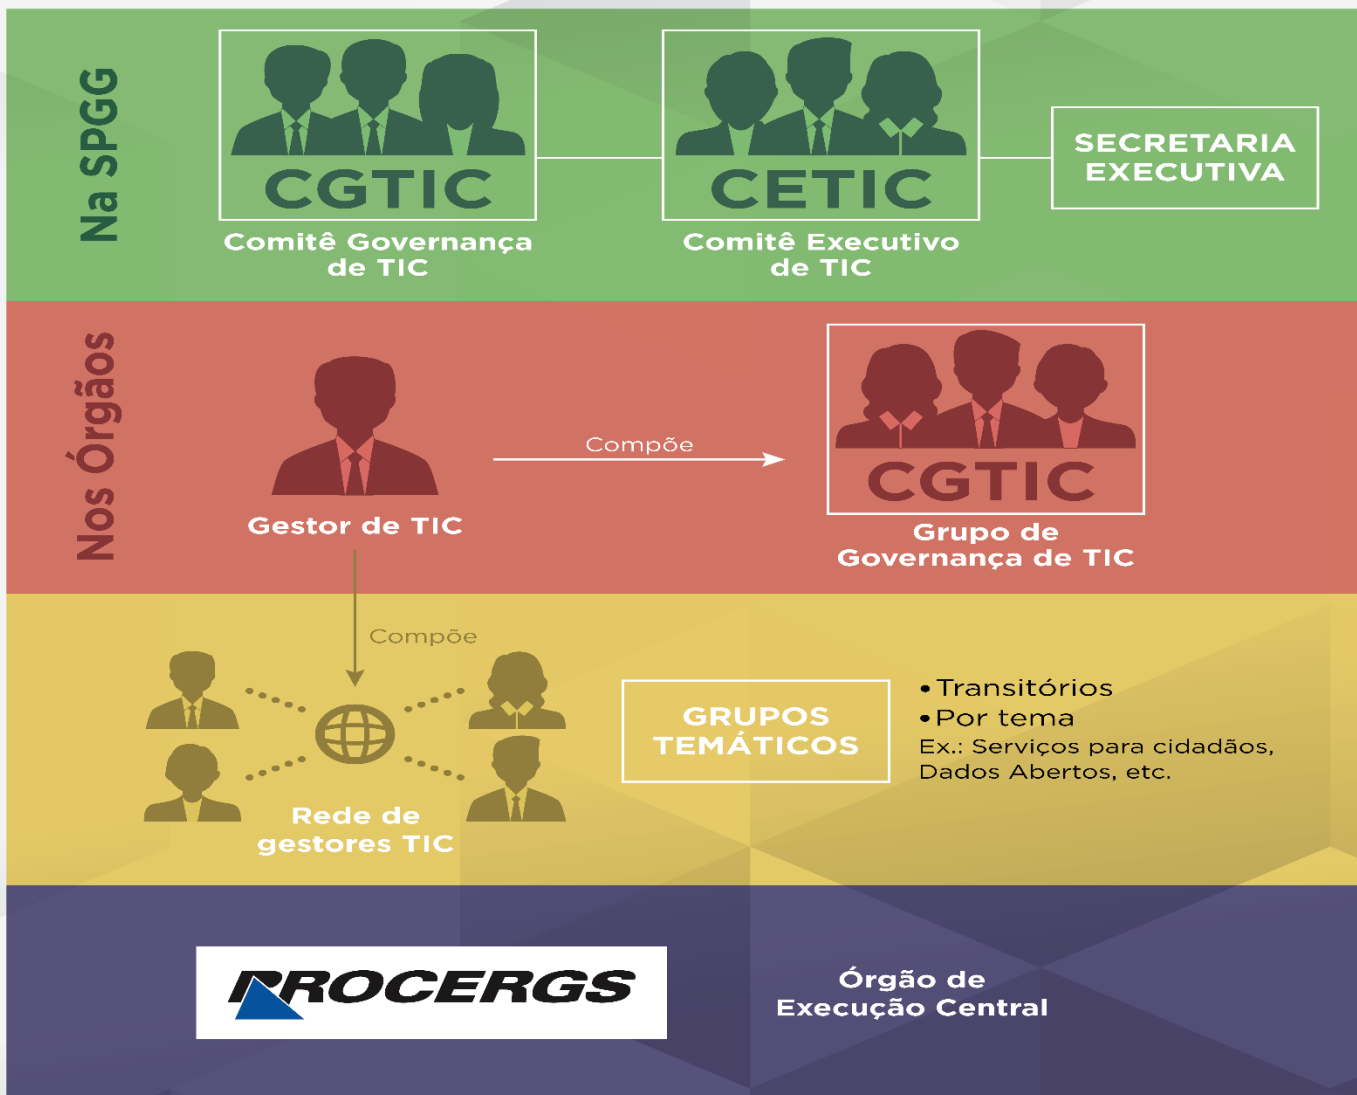 Na SPGG
CGTIC
Comitê Governança
de TIC
CETIC
Comitê Executivo
de TIC
SECRETARIA
EXECUTIVA
Nos Órgãos
Gestor de TIC
Compõe
CGTIC
Grupo de
Governança de TIC
Compõe
Rede de
gestores TIC
GRUPOS
TEMÁTICOS
• Transitórios
• Por tema
Ex.: Serviços para cidadãos,
Dados Abertos, etc.
PROCERGS
Órgão de
Execução Central